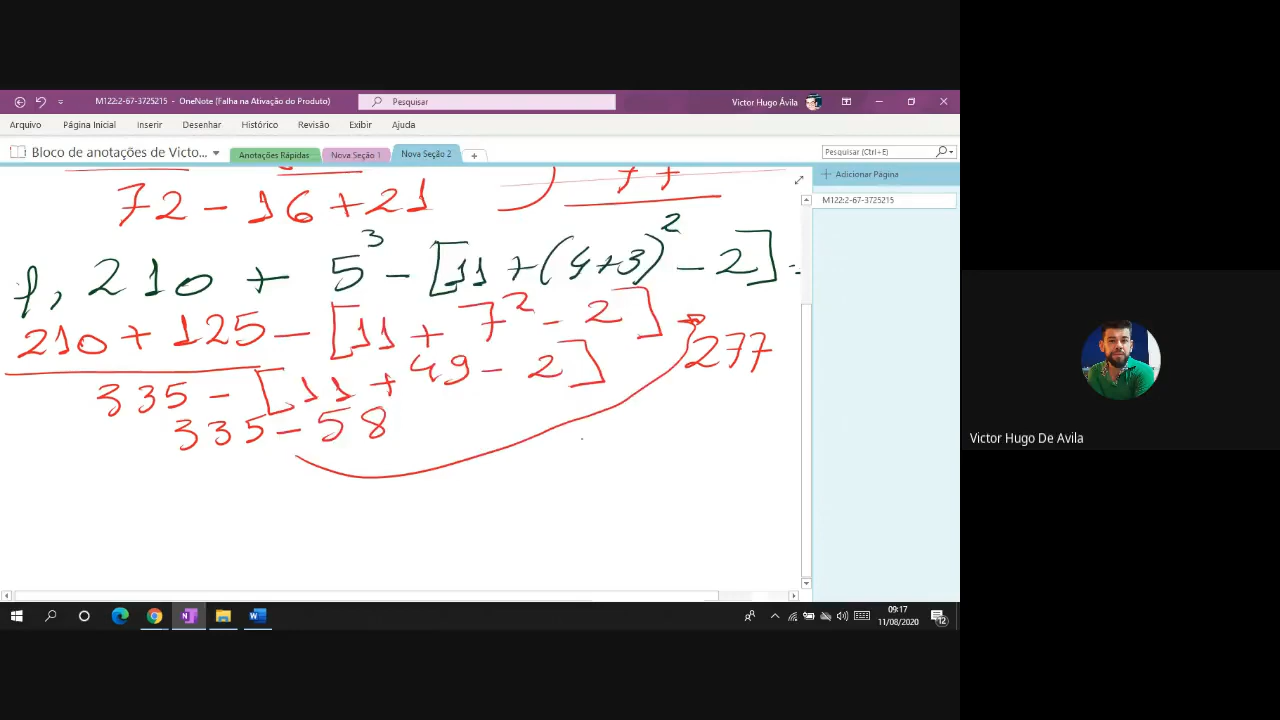 M122:2-67-3725215 - OneNote (Falha na Ativação do Produto)
Pesquisar
Victor Hugo Ávila
Arquivo Página Inicial Inserir Desenhar Histórico Revisão Exibir Ajuda
Bloco de anotações de Victo... Anotações Rápidas Nova Seção 1 Nova Seção 2 +
Pesquisar (Ctrl+E)
Adicionar Página
M122:2-67-3725215
72 - 16 + 21
f, 210 + 5³ - [11 + (4+3)² - 2] =
210 + 125 - [11 + 7² - 2]
277
335 - [11 + 49 - 2]
335 - 58
Victor Hugo De Avila
09:17
11/08/2020
12